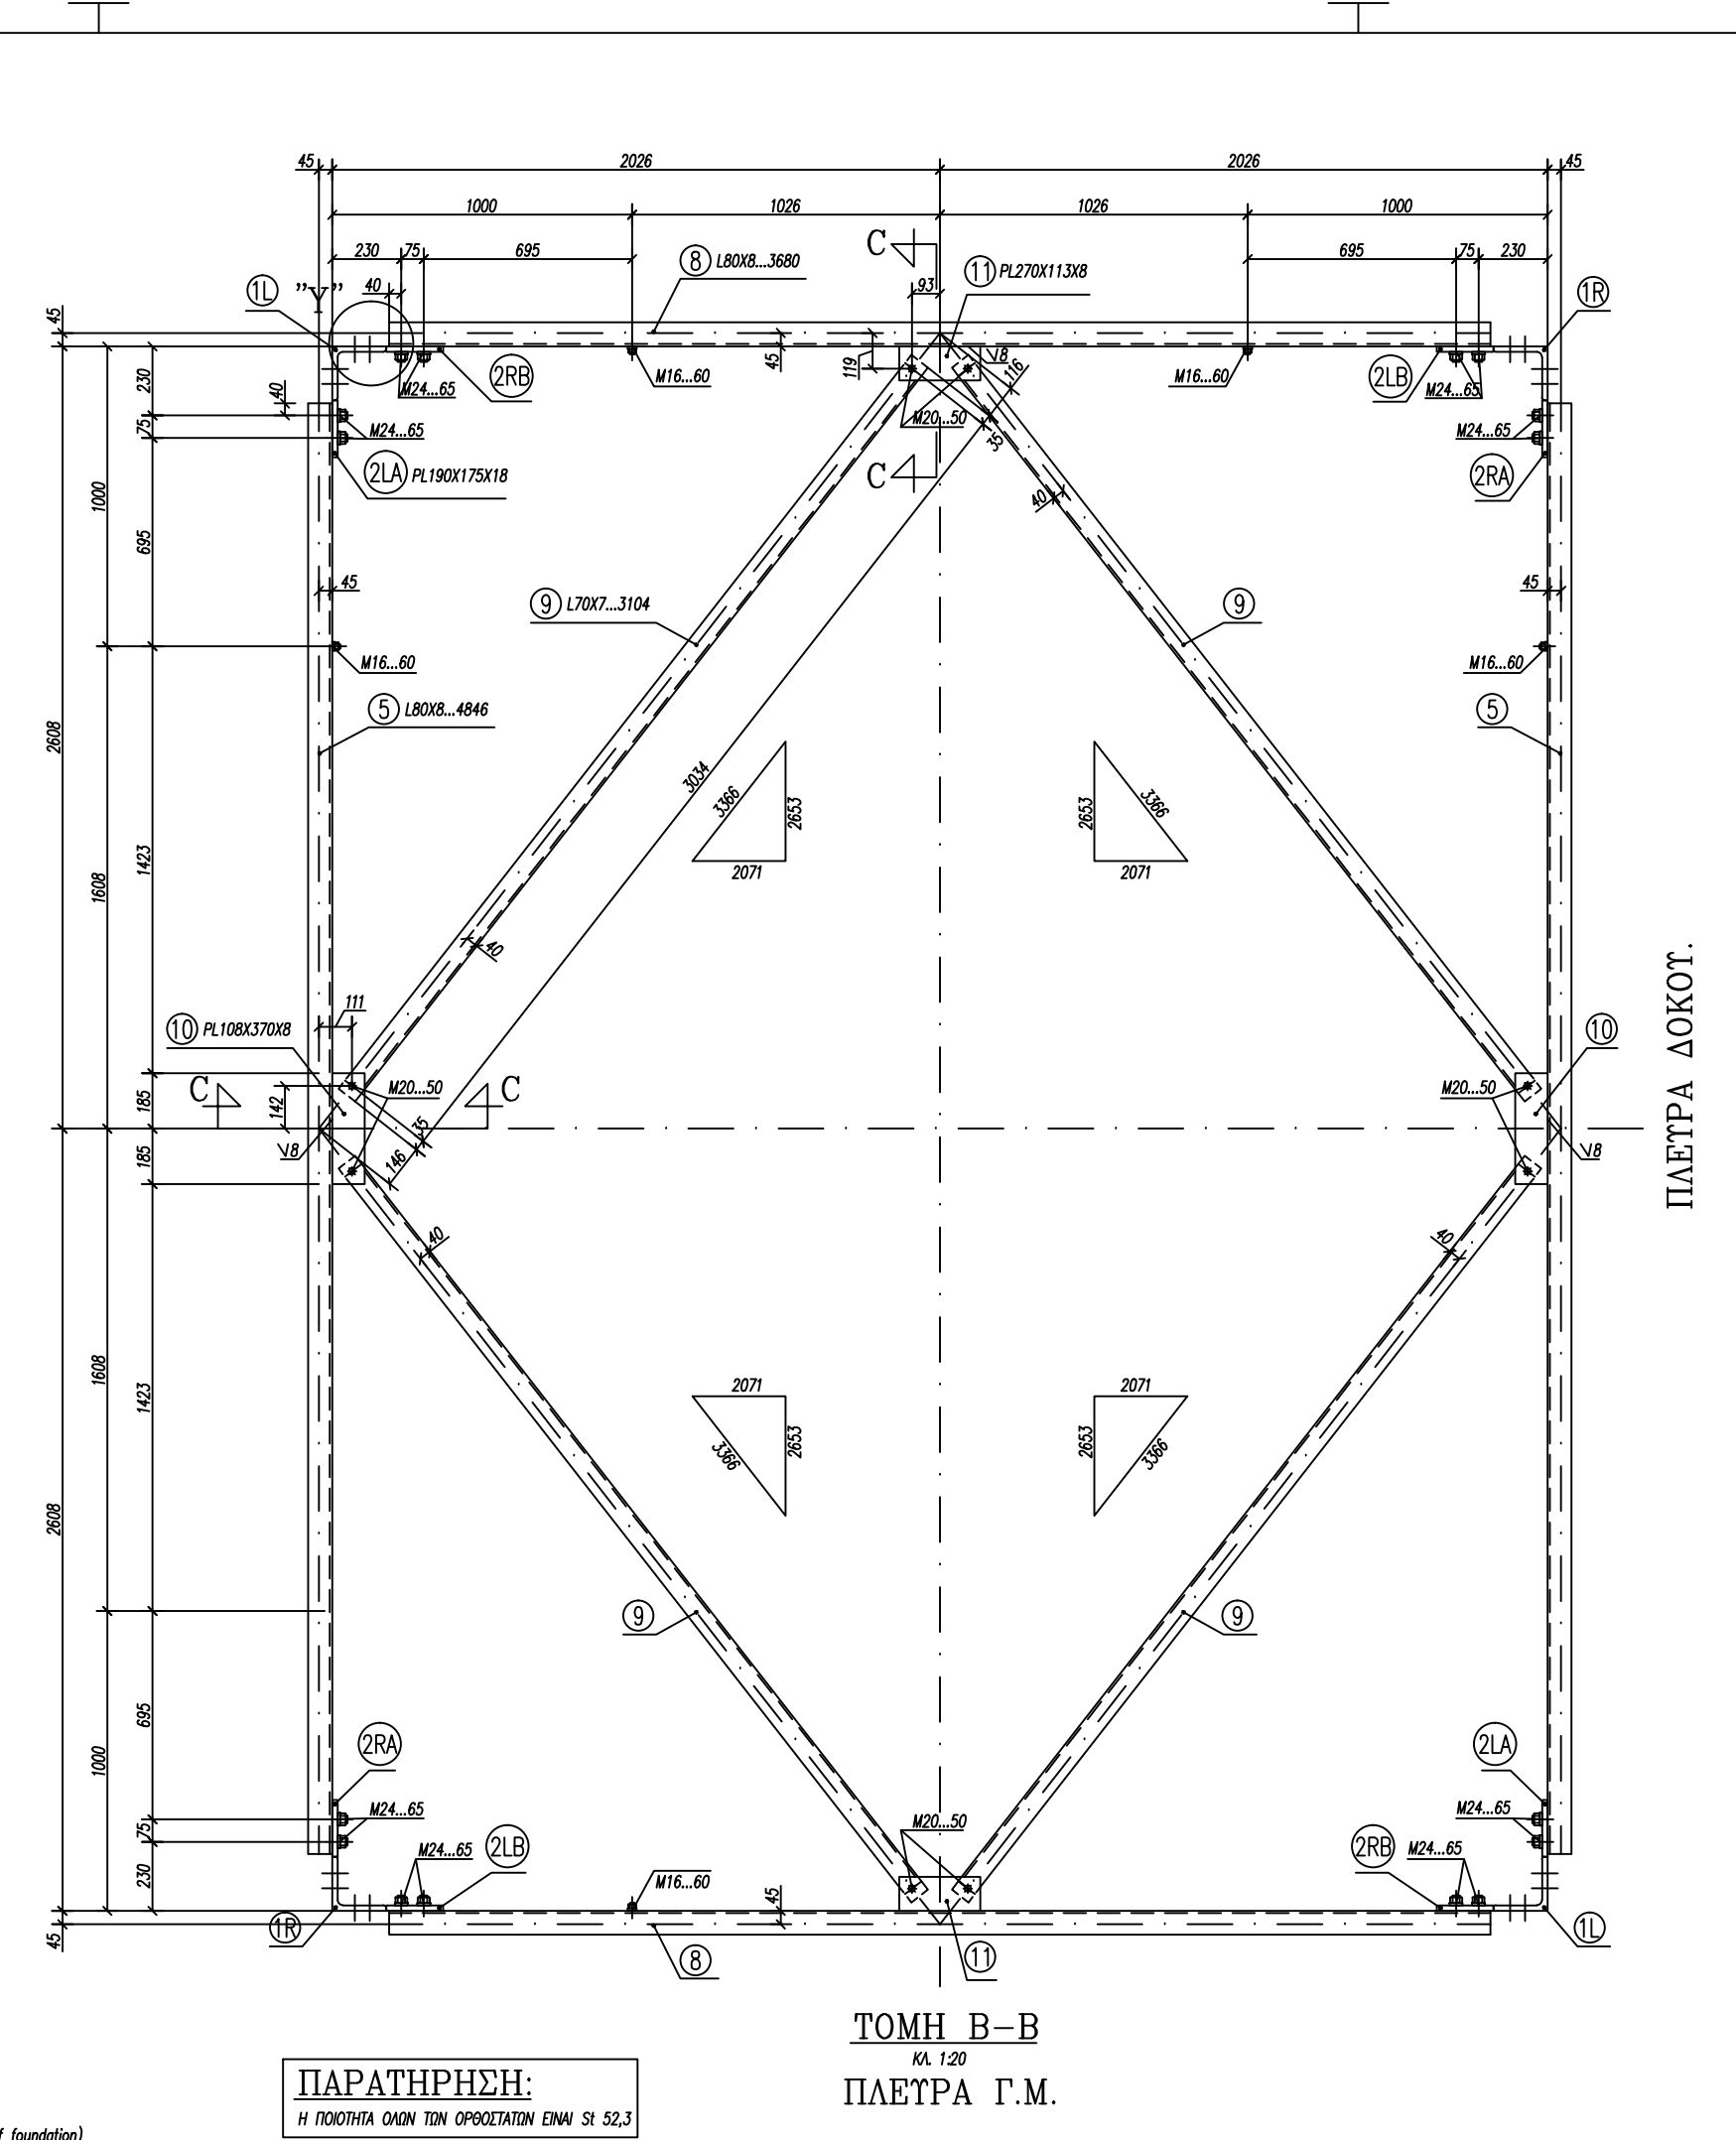 45 2026 2026 45
1000 1026 1026 1000
230 75 695 695 75 230
C
8 L80X8...3680
11 PL270X113X8
1L "Y" 40 93 1R
45
45 119 √8 116
230 40 75
2RB M16...60 M16...60 2LB
M24...65 M24...65
M24...65 M20...50 35 M24...65
2LA PL190X175X18 C 2RA
1000 40
695
45 45
9 L70X7...3104 9
M16...60 M16...60
5 L80X8...4846 5
2608
3034
3366 2653 2653 3366
2071 2071
1423
1608
40
ΠΛΕΥΡΑ ΔΟΚΟΥ.
111
10 PL108X370X8 10
C M20...50 C M20...50
185 142 35
185 √8 146 √8
40 40
2071 2071
1608 1423
3366 2653 2653 3366
2608
9 9
695
1000
2RA 2LA
M24...65 M24...65
75 M20...50
M24...65 2LB 2RB M24...65
230 M16...60 45
1R 1L
45
8 11
ΤΟΜΗ Β-Β
ΚΛ. 1:20
ΠΛΕΥΡΑ Γ.Μ.
ΠΑΡΑΤΗΡΗΣΗ:
Η ΠΟΙΟΤΗΤΑ ΟΛΩΝ ΤΩΝ ΟΡΘΟΣΤΑΤΩΝ ΕΙΝΑΙ St 52,3
f foundation)